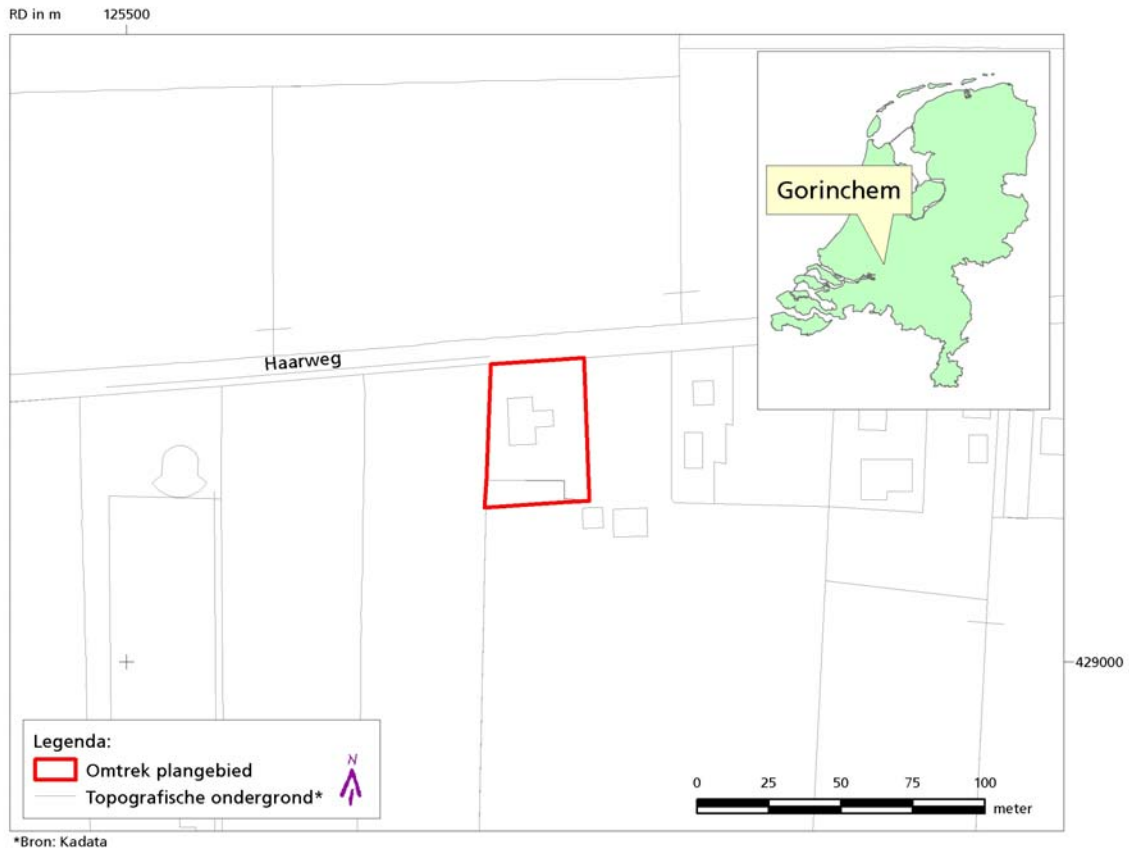 RD in m 125500
Gorinchem
Haarweg
429000
Legenda:
Omtrek plangebied
Topografische ondergrond*
N
0 25 50 75 100
meter
*Bron: Kadata